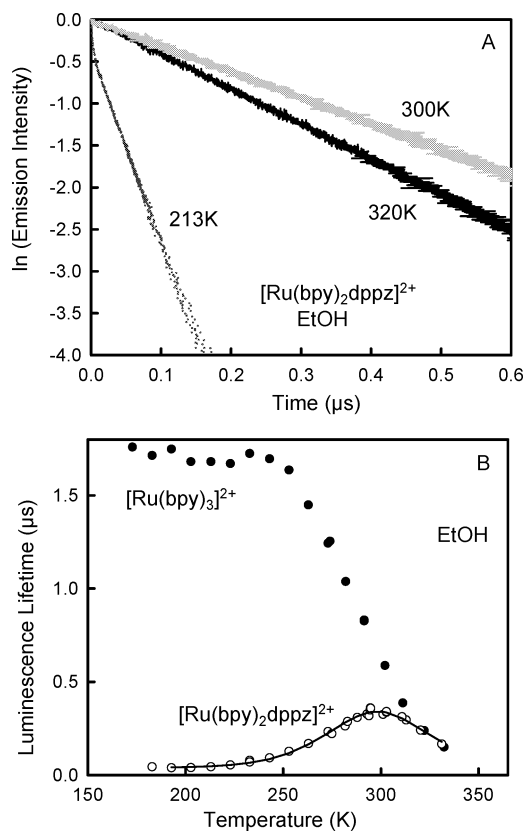 A
0.0
-0.5
-1.0
-1.5
-2.0
-2.5
-3.0
-3.5
-4.0
ln (Emission Intensity)
300K
320K
213K
[Ru(bpy)₂dppz]²⁺
EtOH
0.0 0.1 0.2 0.3 0.4 0.5 0.6
Time (µs)
B
1.5
1.0
0.5
0.0
Luminescence Lifetime (µs)
[Ru(bpy)₃]²⁺
EtOH
[Ru(bpy)₂dppz]²⁺
150 200 250 300 350
Temperature (K)